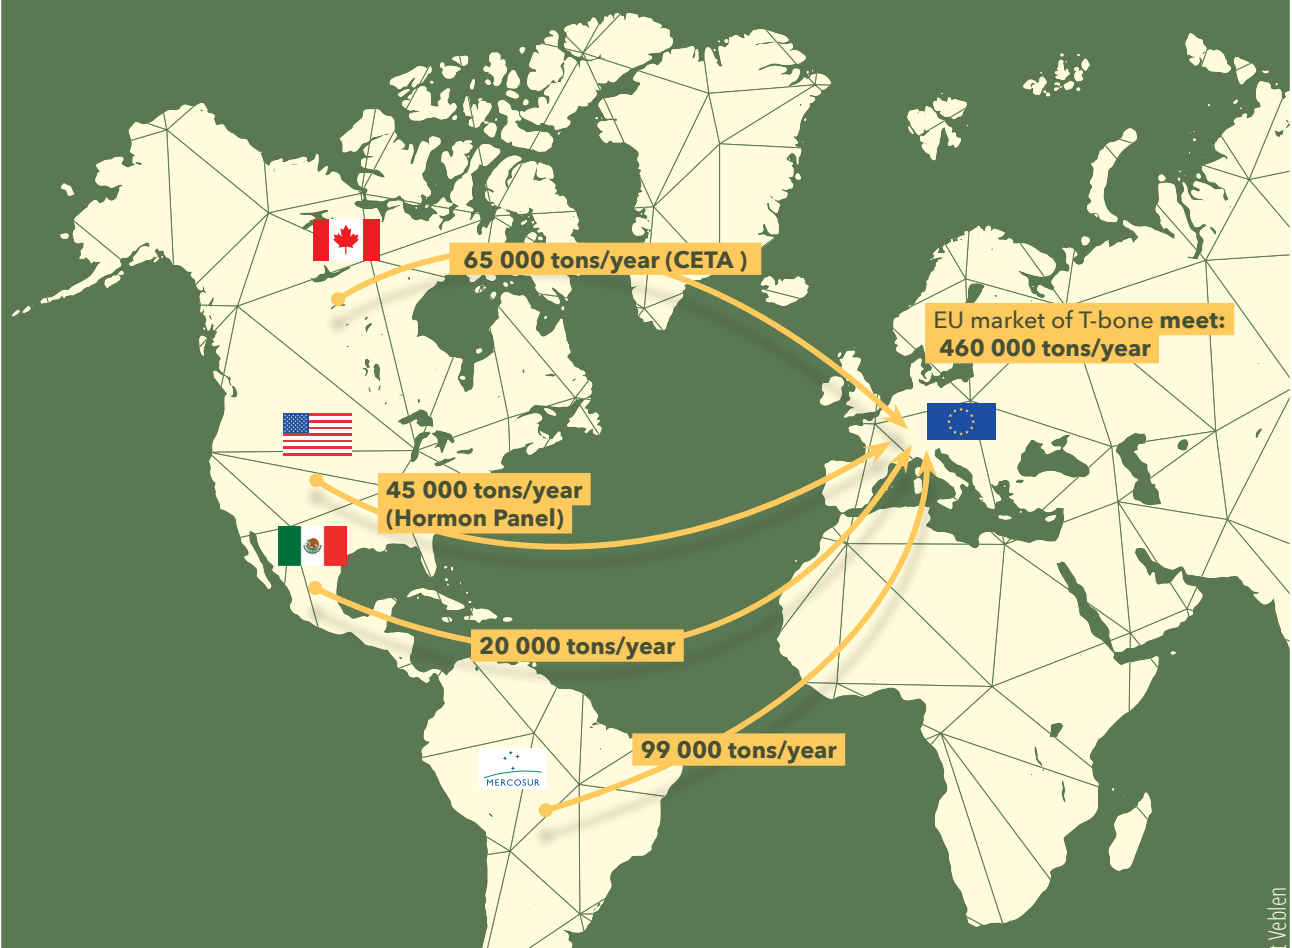 65 000 tons/year (CETA )
EU market of T-bone meet:
460 000 tons/year
45 000 tons/year
(Hormon Panel)
20 000 tons/year
99 000 tons/year
MERCOSUR
t Veblen